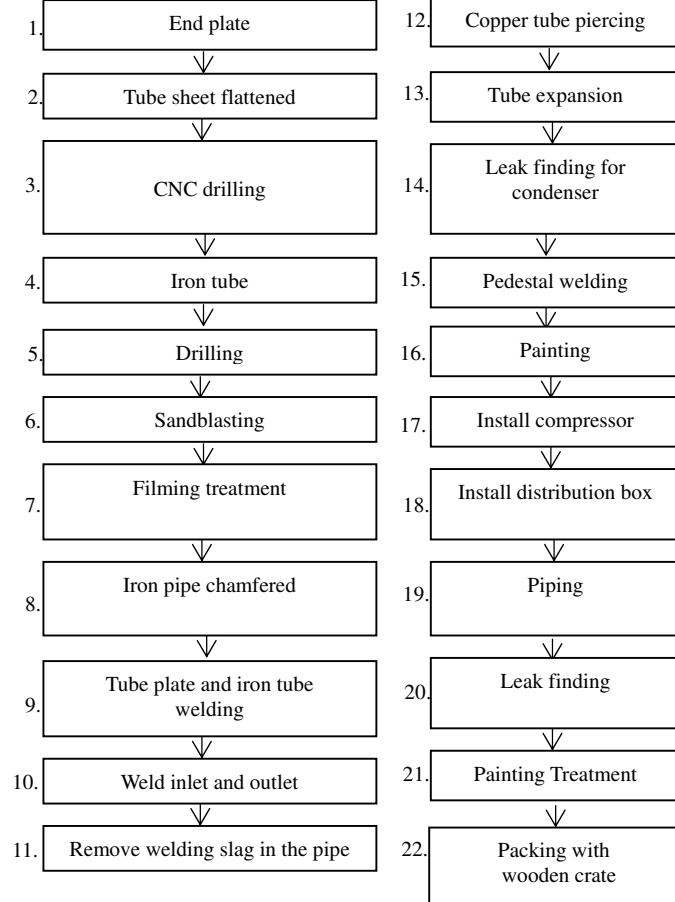 1. End plate
2. Tube sheet flattened
3. CNC drilling
4. Iron tube
5. Drilling
6. Sandblasting
7. Filming treatment
8. Iron pipe chamfered
9. Tube plate and iron tube
welding
10. Weld inlet and outlet
11. Remove welding slag in the pipe
12. Copper tube piercing
13. Tube expansion
14. Leak finding for
condenser
15. Pedestal welding
16. Painting
17. Install compressor
18. Install distribution box
19. Piping
20. Leak finding
21. Painting Treatment
22. Packing with
wooden crate